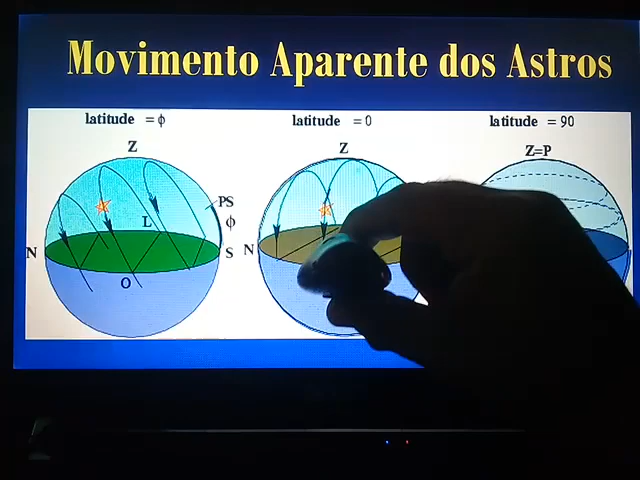 Movimento Aparente dos Astros
latitude = ϕ
latitude = 0
latitude = 90
Z
Z
Z=P
PS
L
ϕ
N
S
N
O